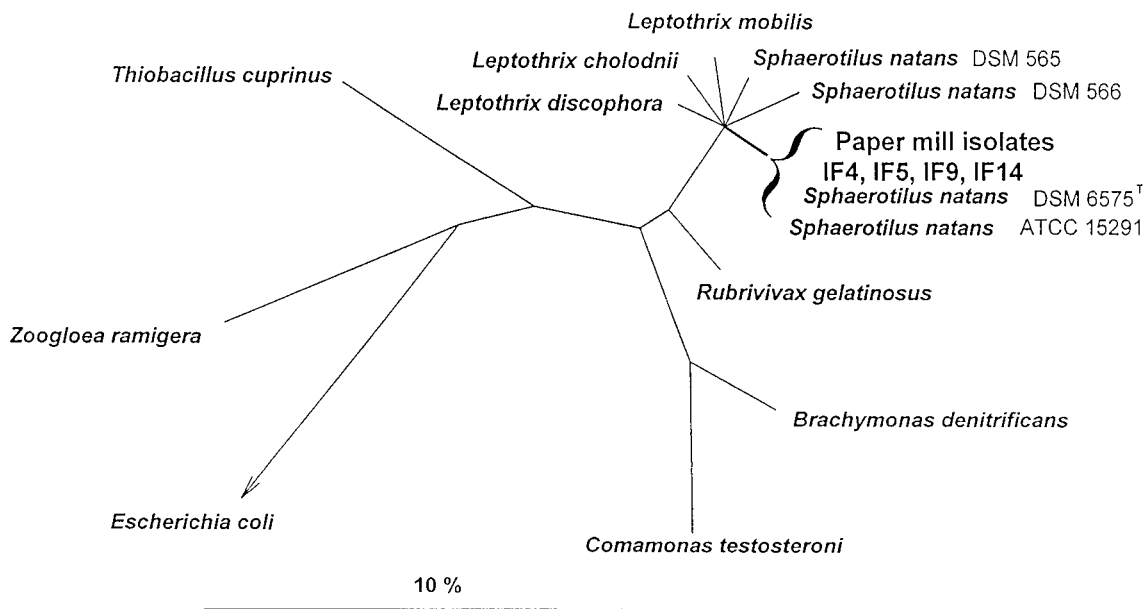 Leptothrix mobilis
Leptothrix cholodnii
Sphaerotilus natans DSM 565
Thiobacillus cuprinus
Leptothrix discophora
Sphaerotilus natans DSM 566
Paper mill isolates
IF4, IF5, IF9, IF14
Sphaerotilus natans DSM 6575ᵀ
Sphaerotilus natans ATCC 15291
Rubrivivax gelatinosus
Zoogloea ramigera
Brachymonas denitrificans
Escherichia coli
Comamonas testosteroni
10 %